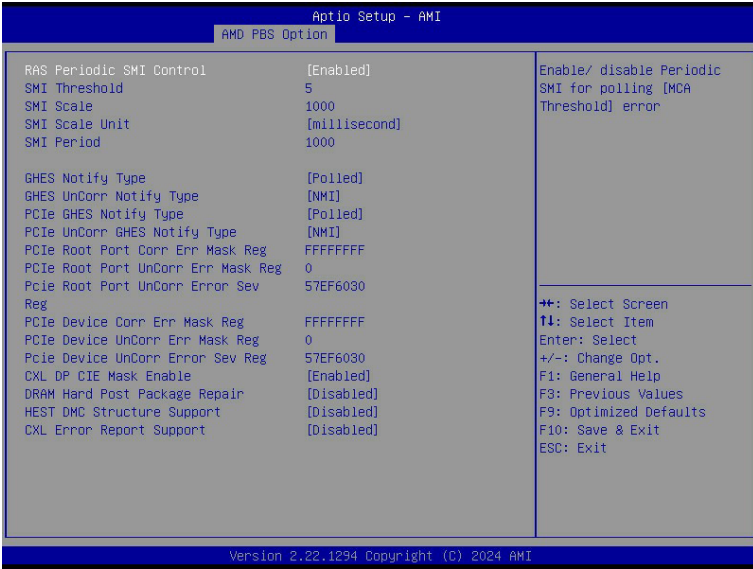 Aptio Setup - AMI
AMD PBS Option
RAS Periodic SMI Control [Enabled]
SMI Threshold 5
SMI Scale 1000
SMI Scale Unit [millisecond]
SMI Period 1000
GHES Notify Type [Polled]
GHES UnCorr Notify Type [NMI]
PCIe GHES Notify Type [Polled]
PCIe UnCorr GHES Notify Type [NMI]
PCIe Root Port Corr Err Mask Reg FFFFFFFF
PCIe Root Port UnCorr Err Mask Reg 0
Pcie Root Port UnCorr Error Sev 57EF6030
Reg
PCIe Device Corr Err Mask Reg FFFFFFFF
PCIe Device UnCorr Err Mask Reg 0
Pcie Device UnCorr Error Sev Reg 57EF6030
CXL DP CIE Mask Enable [Enabled]
DRAM Hard Post Package Repair [Disabled]
HEST DMC Structure Support [Disabled]
CXL Error Report Support [Disabled]
Enable/ disable Periodic
SMI for polling [MCA
Threshold] error
→←: Select Screen
↑↓: Select Item
Enter: Select
+/-: Change Opt.
F1: General Help
F3: Previous Values
F9: Optimized Defaults
F10: Save & Exit
ESC: Exit
Version 2.22.1294 Copyright (C) 2024 AMI